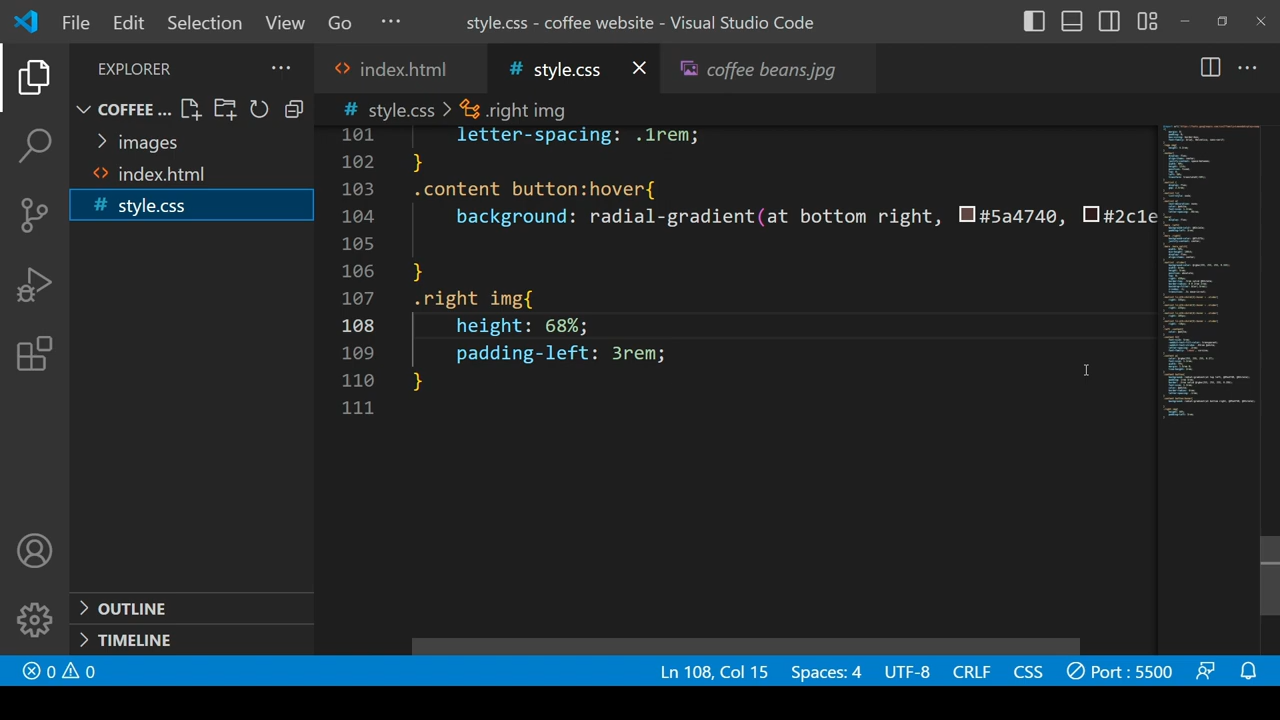 File Edit Selection View Go ···
style.css - coffee website - Visual Studio Code
EXPLORER
COFFEE ...
images
index.html
style.css
OUTLINE
TIMELINE
index.html
style.css
coffee beans.jpg
style.css > .right img
101 letter-spacing: .1rem;
102 }
103 .content button:hover{
104 background: radial-gradient(at bottom right, #5a4740, #2c1e
105
106 }
107 .right img{
108 height: 68%;
109 padding-left: 3rem;
110 }
111
0 0
Ln 108, Col 15 Spaces: 4 UTF-8 CRLF CSS Port : 5500